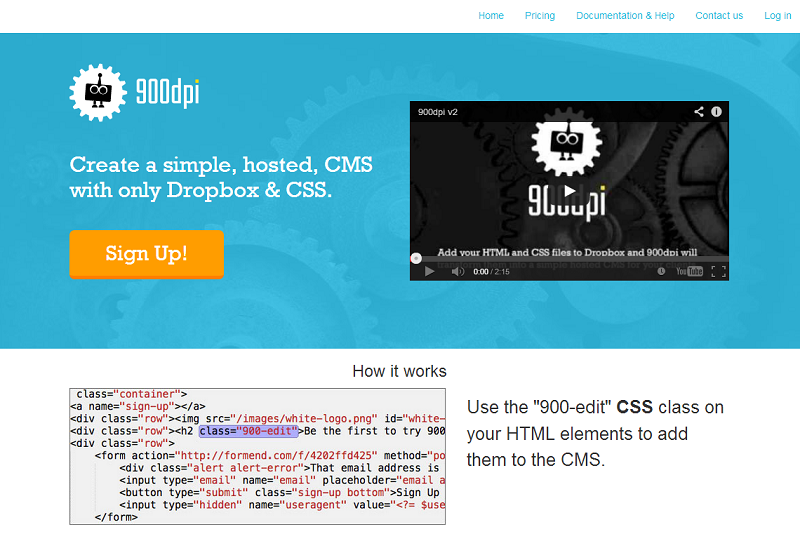 Home Pricing Documentation & Help Contact us Log in
900dpi
900dpi v2
Create a simple, hosted, CMS
with only Dropbox & CSS.
900dpi
Sign Up!
Add your HTML and CSS files to Dropbox and 900dpi will
0:00 / 2:15 YouTube
How it works
class="container">
<a name="sign-up"></a>
<div class="row"><img src="/images/white-logo.png" id="white-
<div class="row"><h2 class="900-edit">Be the first to try 900
<div class="row">
<form action="http://formend.com/f/4202ffd425" method="po
<div class="alert alert-error">That email address is
<input type="email" name="email" placeholder="email a
<button type="submit" class="sign-up bottom">Sign Up
<input type="hidden" name="useragent" value="<?= $use
</form>
Use the "900-edit" CSS class on
your HTML elements to add
them to the CMS.